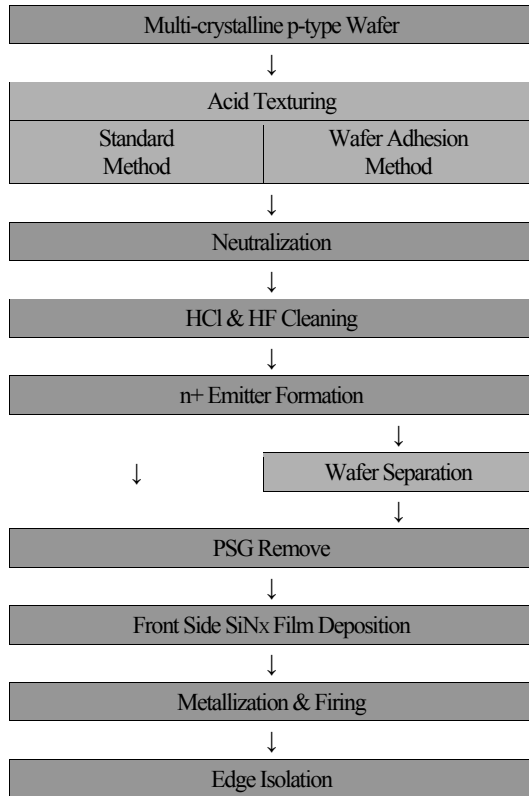 Multi-crystalline p-type Wafer
↓
Acid Texturing
Standard
Method
Wafer Adhesion
Method
↓
Neutralization
↓
HCl & HF Cleaning
↓
n+ Emitter Formation
↓
↓
Wafer Separation
↓
PSG Remove
↓
Front Side SiNx Film Deposition
↓
Metallization & Firing
↓
Edge Isolation